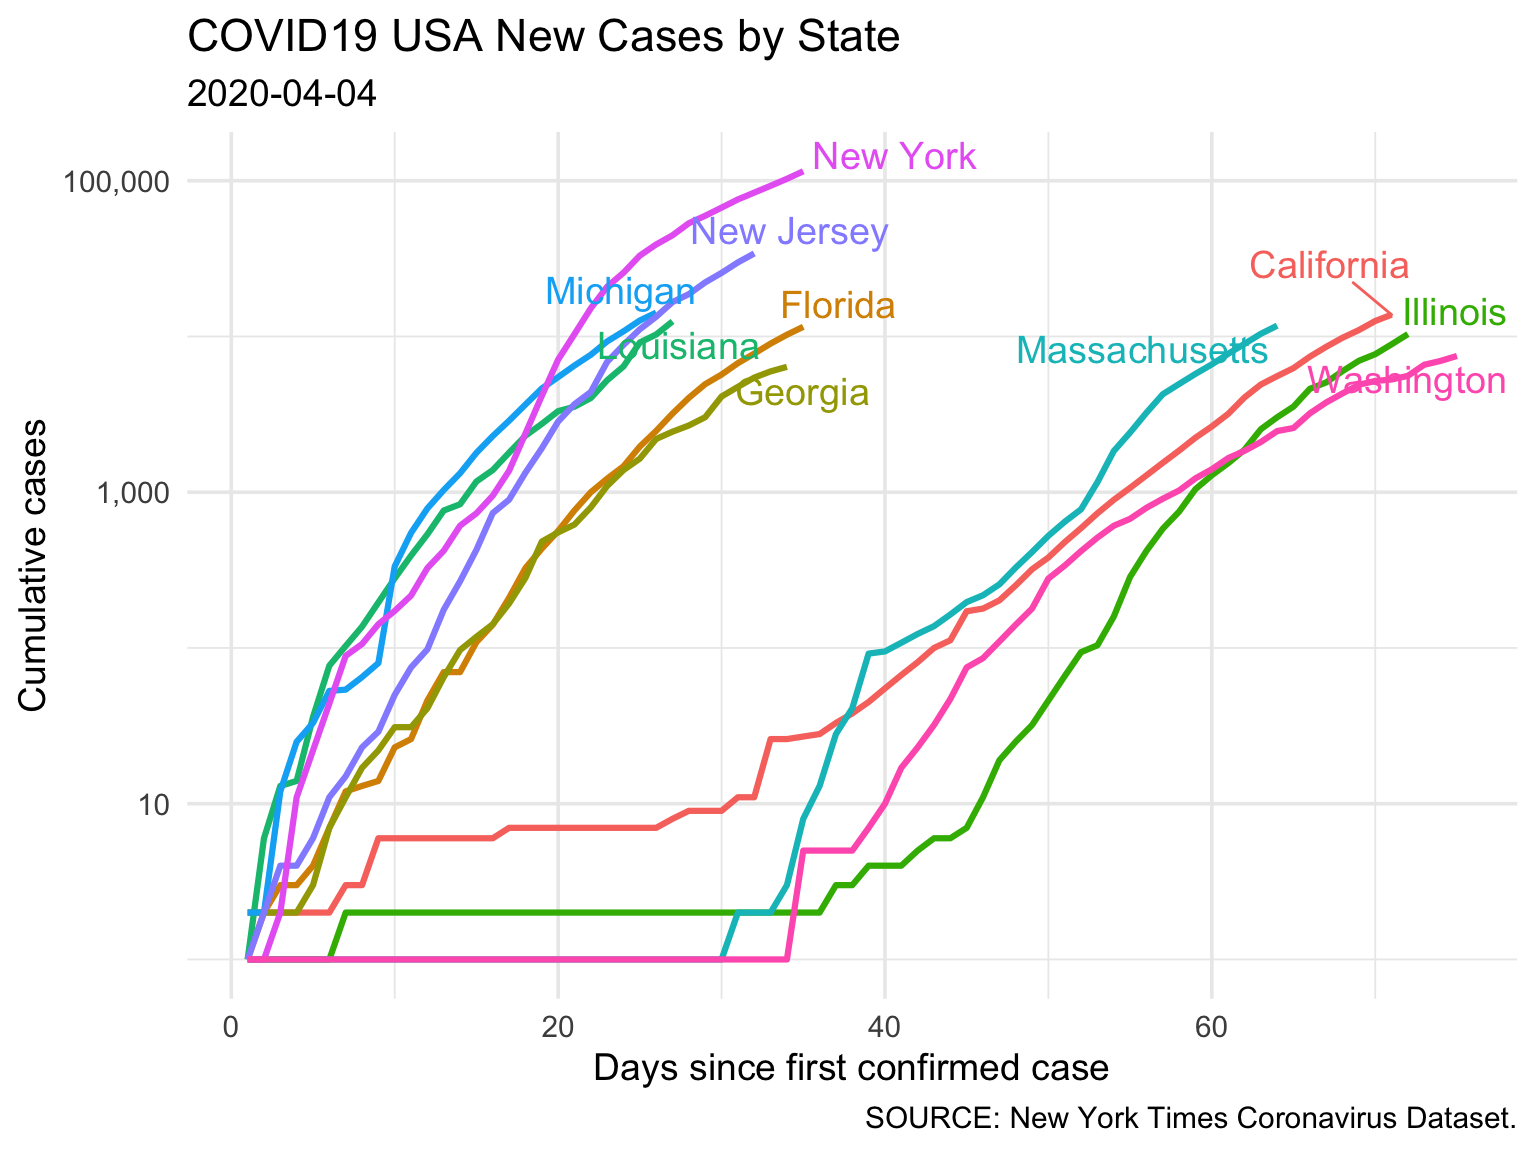 COVID19 USA New Cases by State
2020-04-04
100,000
1,000
10
Cumulative cases
New York
New Jersey
Michigan
Florida
Louisiana
Georgia
California
Illinois
Massachusetts
Washington
0 20 40 60
Days since first confirmed case
SOURCE: New York Times Coronavirus Dataset.